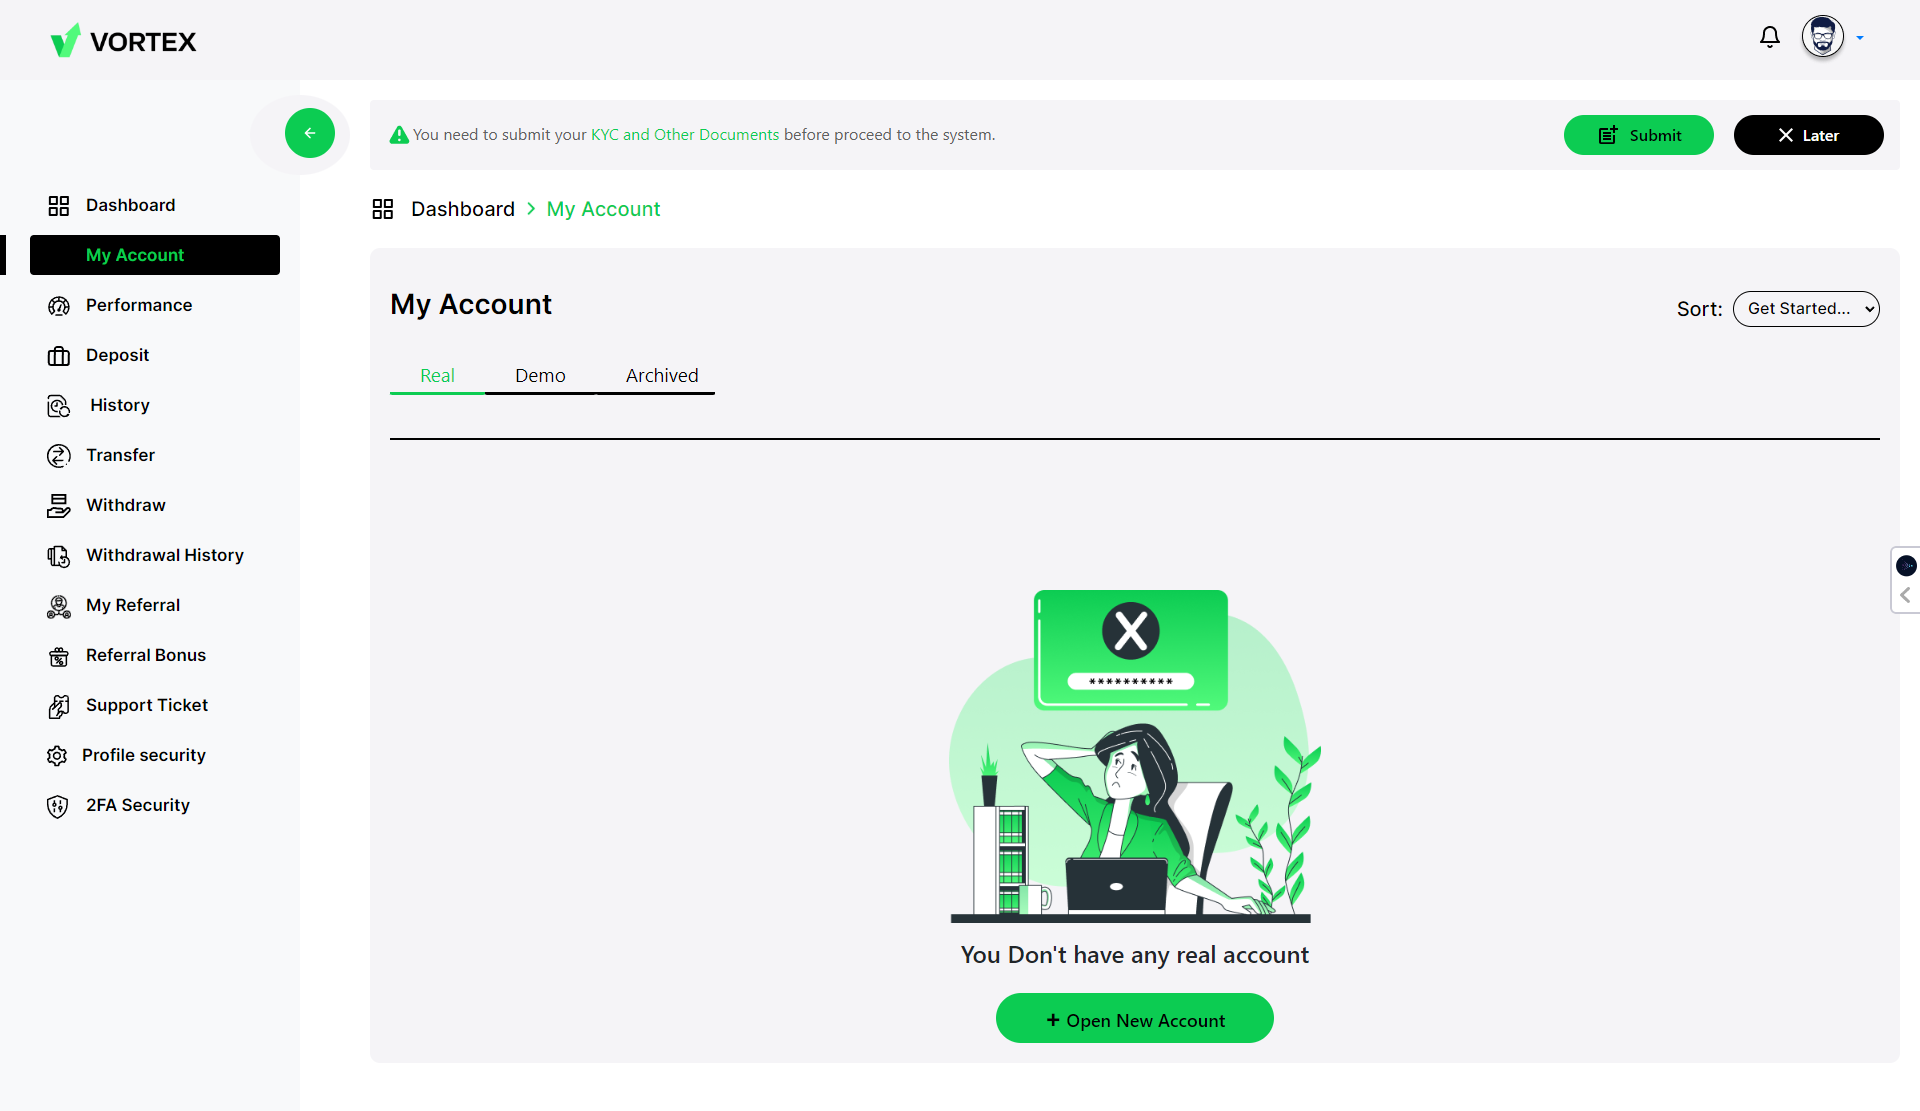 VORTEX
You need to submit your KYC and Other Documents before proceed to the system.
Submit
Later
Dashboard
My Account
Performance
Deposit
History
Transfer
Withdraw
Withdrawal History
My Referral
Referral Bonus
Support Ticket
Profile security
2FA Security
Dashboard > My Account
My Account
Sort: Get Started...
Real Demo Archived
X
**********
You Don't have any real account
+ Open New Account